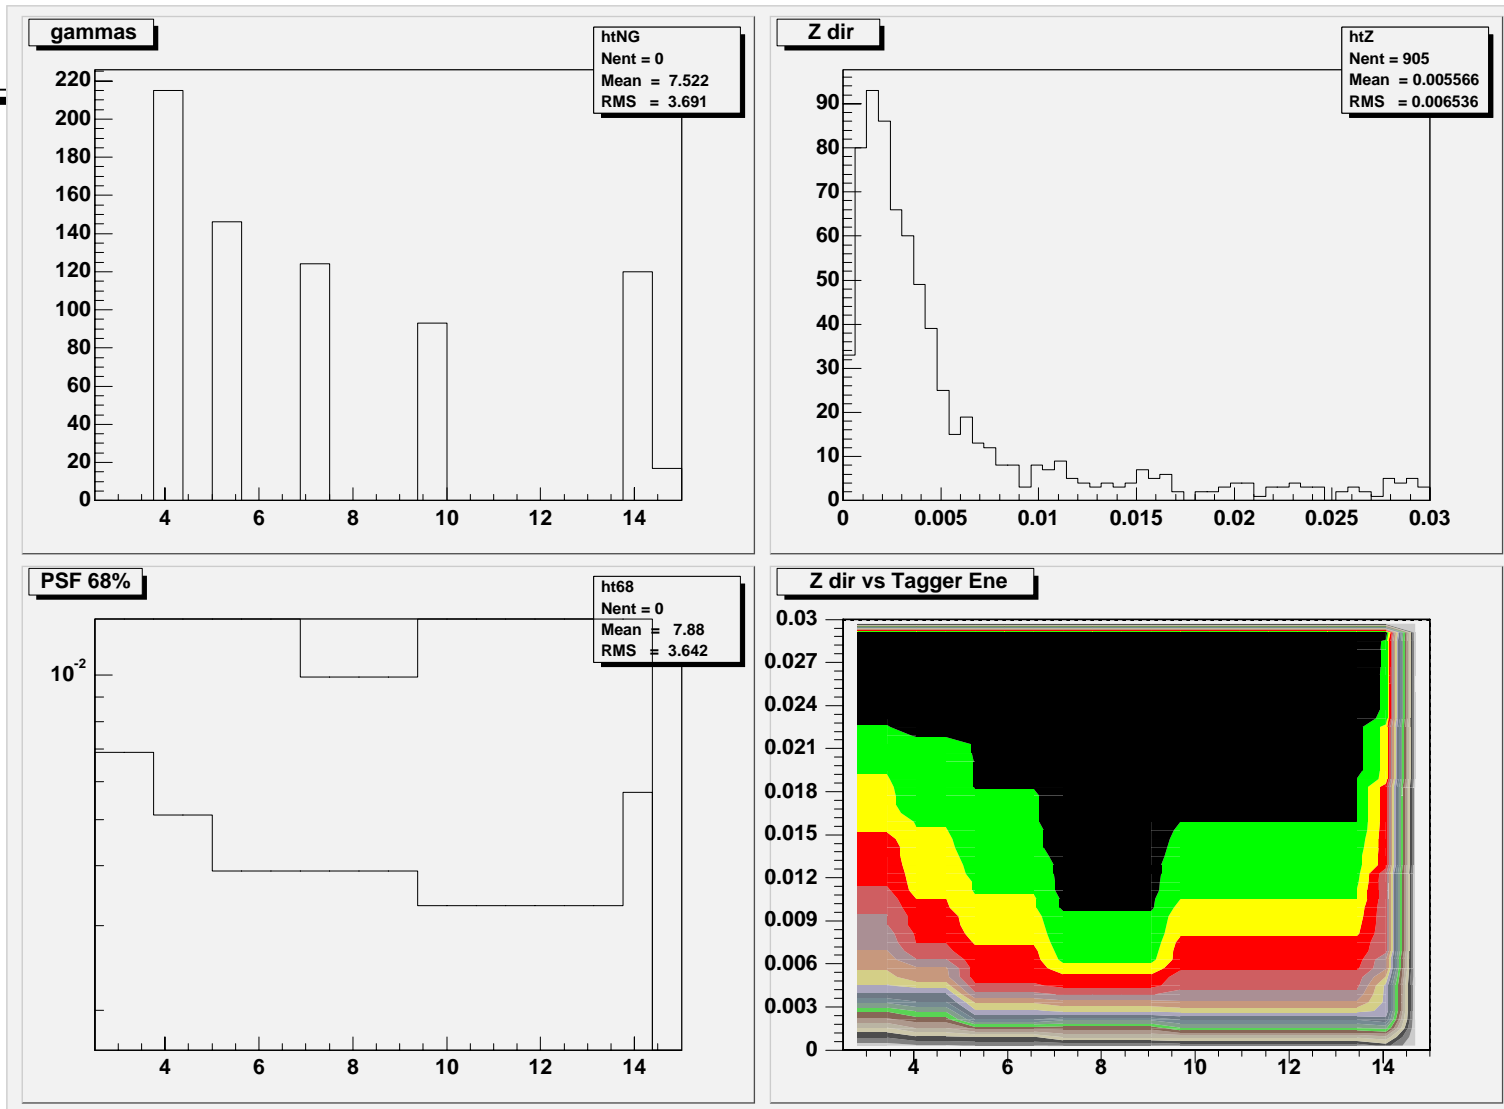 gammas
htNG
Nent = 0
Mean = 7.522
RMS = 3.691
220
200
180
160
140
120
100
80
60
40
20
0
4 6 8 10 12 14
Z dir
htZ
Nent = 905
Mean = 0.005566
RMS = 0.006536
90
80
70
60
50
40
30
20
10
0
0 0.005 0.01 0.015 0.02 0.025 0.03
PSF 68%
ht68
Nent = 0
Mean = 7.88
RMS = 3.642
10-2
4 6 8 10 12 14
Z dir vs Tagger Ene
0.03
0.027
0.024
0.021
0.018
0.015
0.012
0.009
0.006
0.003
0
4 6 8 10 12 14